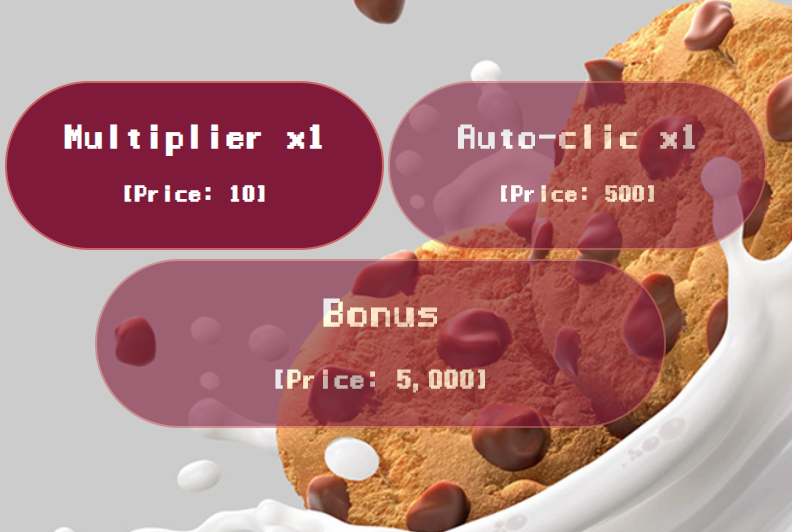 Multiplier x1
[Price: 10]
Auto-clic x1
[Price: 500]
Bonus
[Price: 5,000]